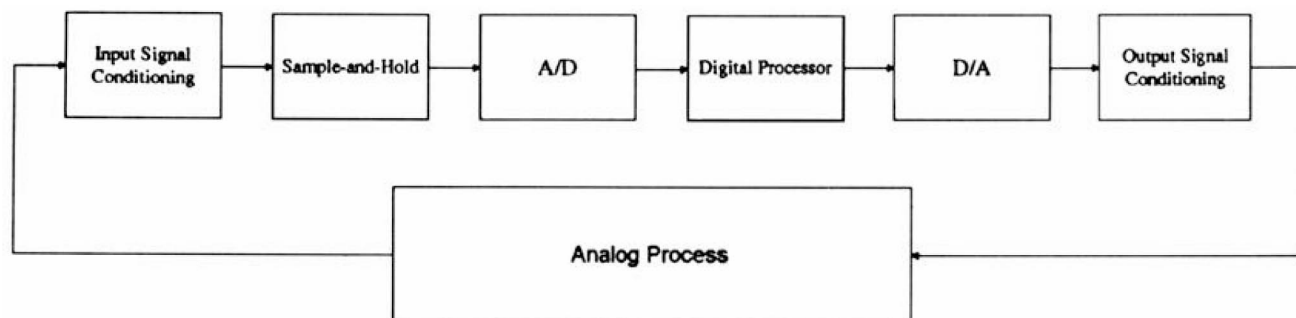 Input Signal
Conditioning
Sample-and-Hold
A/D
Digital Processor
D/A
Output Signal
Conditioning
Analog Process